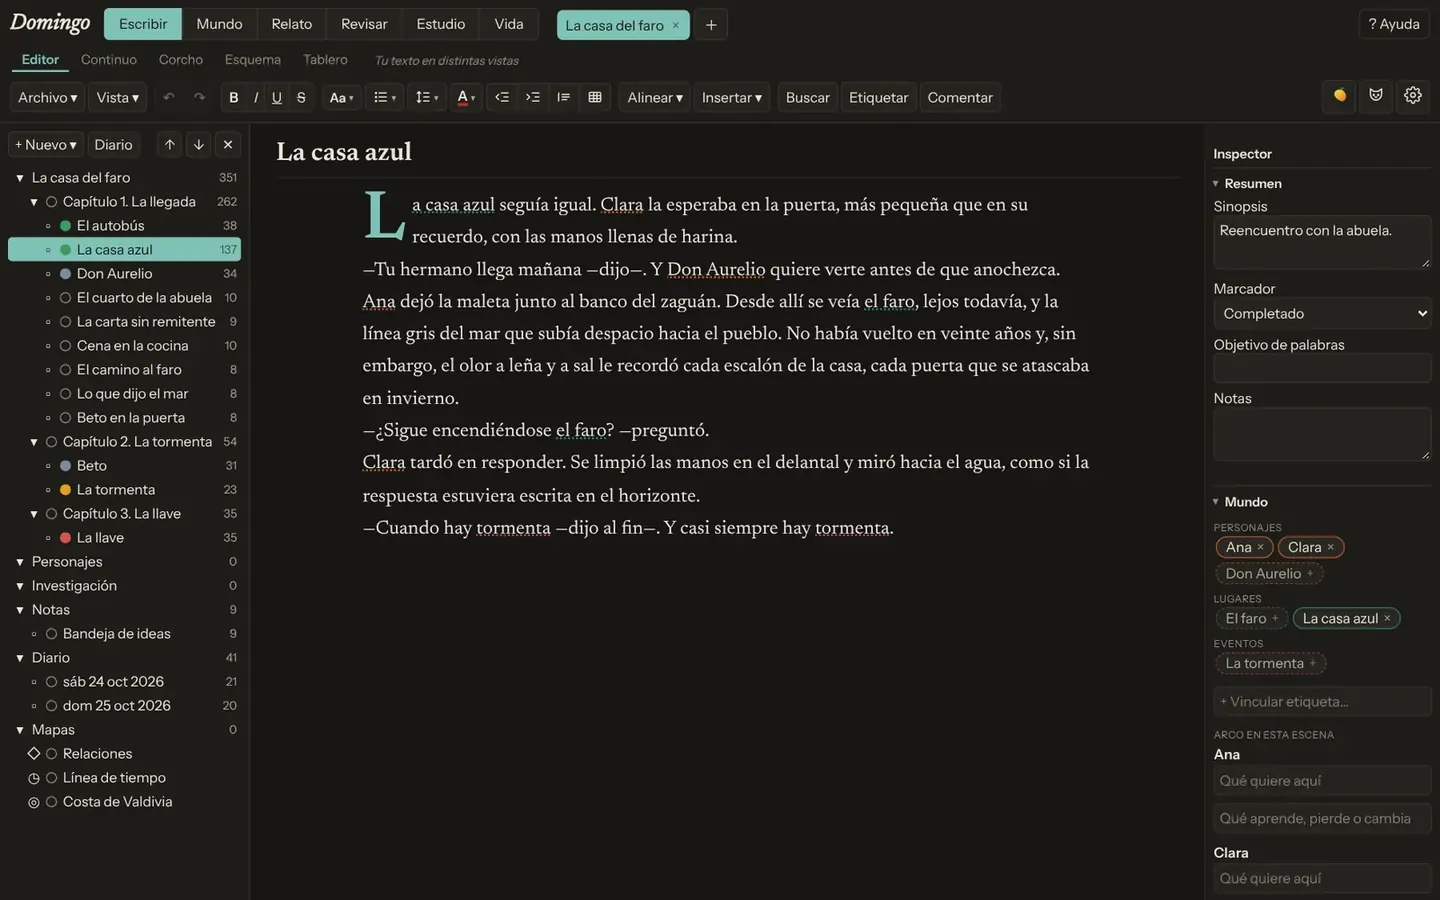 Domingo Escribir Mundo Relato Revisar Estudio Vida La casa del faro × + ? Ayuda
Editor Continuo Corcho Esquema Tablero Tu texto en distintas vistas
Archivo ▾ Vista ▾ B I U S Aa ▾ A ▾ Alinear ▾ Insertar ▾ Buscar Etiquetar Comentar
+ Nuevo ▾ Diario ↑ ↓ ✕
La casa del faro 351
Capítulo 1. La llegada 262
El autobús 38
La casa azul 137
Don Aurelio 34
El cuarto de la abuela 10
La carta sin remitente 9
Cena en la cocina 10
El camino al faro 8
Lo que dijo el mar 8
Beto en la puerta 8
Capítulo 2. La tormenta 54
Beto 31
La tormenta 23
Capítulo 3. La llave 35
La llave 35
Personajes 0
Investigación 0
Notas 9
Bandeja de ideas 9
Diario 41
sáb 24 oct 2026 21
dom 25 oct 2026 20
Mapas 0
Relaciones
Línea de tiempo
Costa de Valdivia
La casa azul
La casa azul seguía igual. Clara la esperaba en la puerta, más pequeña que en su
recuerdo, con las manos llenas de harina.
—Tu hermano llega mañana —dijo—. Y Don Aurelio quiere verte antes de que anochezca.
Ana dejó la maleta junto al banco del zaguán. Desde allí se veía el faro, lejos todavía, y la
línea gris del mar que subía despacio hacia el pueblo. No había vuelto en veinte años y, sin
embargo, el olor a leña y a sal le recordó cada escalón de la casa, cada puerta que se atascaba
en invierno.
—¿Sigue encendiéndose el faro? —preguntó.
Clara tardó en responder. Se limpió las manos en el delantal y miró hacia el agua, como si la
respuesta estuviera escrita en el horizonte.
—Cuando hay tormenta —dijo al fin—. Y casi siempre hay tormenta.
Inspector
Resumen
Sinopsis
Reencuentro con la abuela.
Marcador
Completado
Objetivo de palabras
Notas
Mundo
PERSONAJES
Ana × Clara ×
Don Aurelio +
LUGARES
El faro + La casa azul ×
EVENTOS
La tormenta +
+ Vincular etiqueta...
ARCO EN ESTA ESCENA
Ana
Qué quiere aquí
Qué aprende, pierde o cambia
Clara
Qué quiere aquí